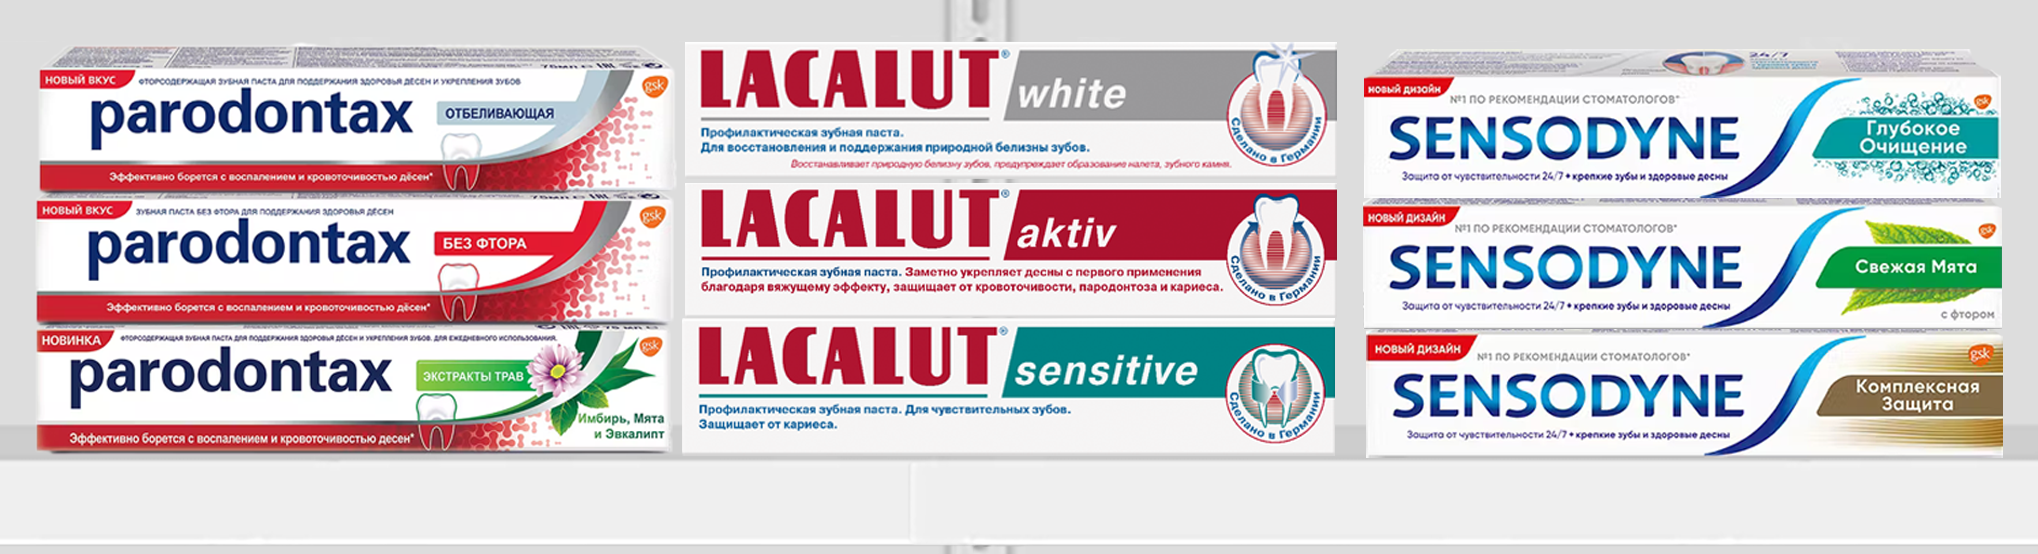 НОВЫЙ ВКУС
ФТОРСОДЕРЖАЩАЯ ЗУБНАЯ ПАСТА ДЛЯ ПОДДЕРЖАНИЯ ЗДОРОВЬЯ ДЁСЕН И УКРЕПЛЕНИЯ ЗУБОВ
gsk
parodontax
ОТБЕЛИВАЮЩАЯ
Эффективно борется с воспалением и кровоточивостью дёсен*
НОВЫЙ ВКУС
ЗУБНАЯ ПАСТА БЕЗ ФТОРА ДЛЯ ПОДДЕРЖАНИЯ ЗДОРОВЬЯ ДЁСЕН
gsk
parodontax
БЕЗ ФТОРА
Эффективно борется с воспалением и кровоточивостью дёсен*
НОВИНКА
ФТОРСОДЕРЖАЩАЯ ЗУБНАЯ ПАСТА ДЛЯ ПОДДЕРЖАНИЯ ЗДОРОВЬЯ ДЁСЕН И УКРЕПЛЕНИЯ ЗУБОВ. ДЛЯ ЕЖЕДНЕВНОГО ИСПОЛЬЗОВАНИЯ.
gsk
parodontax
ЭКСТРАКТЫ ТРАВ
Имбирь, Мята
и Эвкалипт
Эффективно борется с воспалением и кровоточивостью десен*
LACALUT® white
Профилактическая зубная паста.
Для восстановления и поддержания природной белизны зубов.
Восстанавливает природную белизну зубов, предупреждает образование налета, зубного камня.
Сделано в Германии
LACALUT® aktiv
Профилактическая зубная паста. Заметно укрепляет десны с первого применения
благодаря вяжущему эффекту, защищает от кровоточивости, пародонтоза и кариеса.
Сделано в Германии
LACALUT® sensitive
Профилактическая зубная паста. Для чувствительных зубов.
Защищает от кариеса.
Сделано в Германии
24/7
НОВЫЙ ДИЗАЙН
№1 ПО РЕКОМЕНДАЦИИ СТОМАТОЛОГОВ*
gsk
SENSODYNE
Глубокое
Очищение
Защита от чувствительности 24/7 • крепкие зубы и здоровые десны
НОВЫЙ ДИЗАЙН
№1 ПО РЕКОМЕНДАЦИИ СТОМАТОЛОГОВ*
gsk
SENSODYNE
Свежая Мята
Защита от чувствительности 24/7 • крепкие зубы и здоровые десны
с фтором
НОВЫЙ ДИЗАЙН
№1 ПО РЕКОМЕНДАЦИИ СТОМАТОЛОГОВ*
gsk
SENSODYNE
Комплексная
Защита
Защита от чувствительности 24/7 • крепкие зубы и здоровые десны